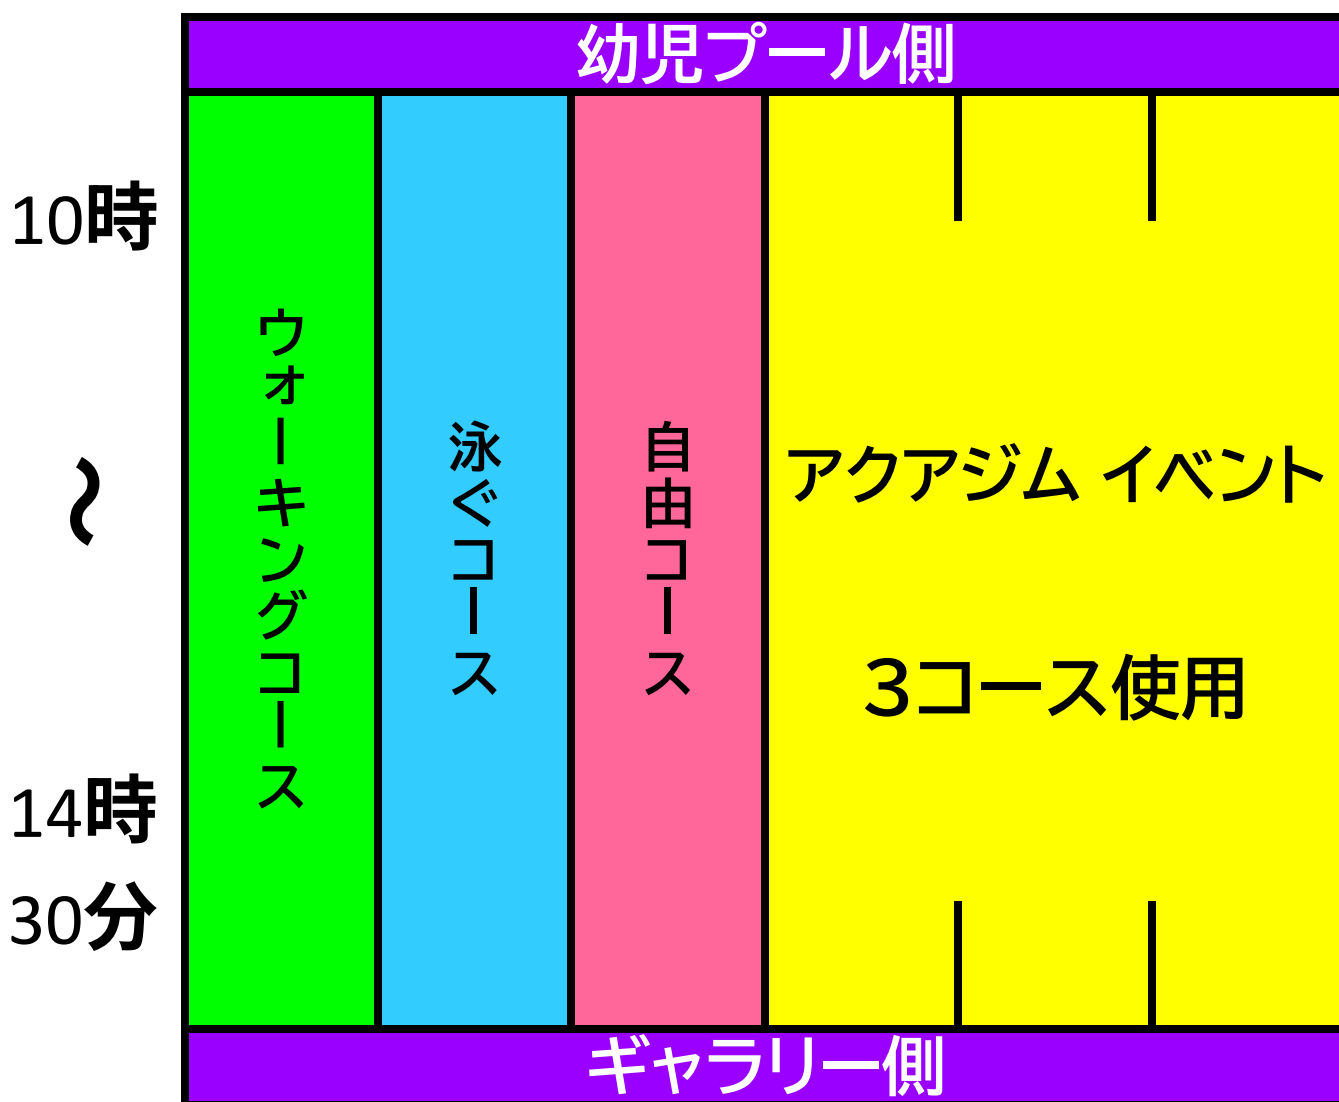 幼児プール側
10時
〜
14時
30分
ウォーキングコース
泳ぐコース
自由コース
アクアジム イベント
3コース使用
ギャラリー側